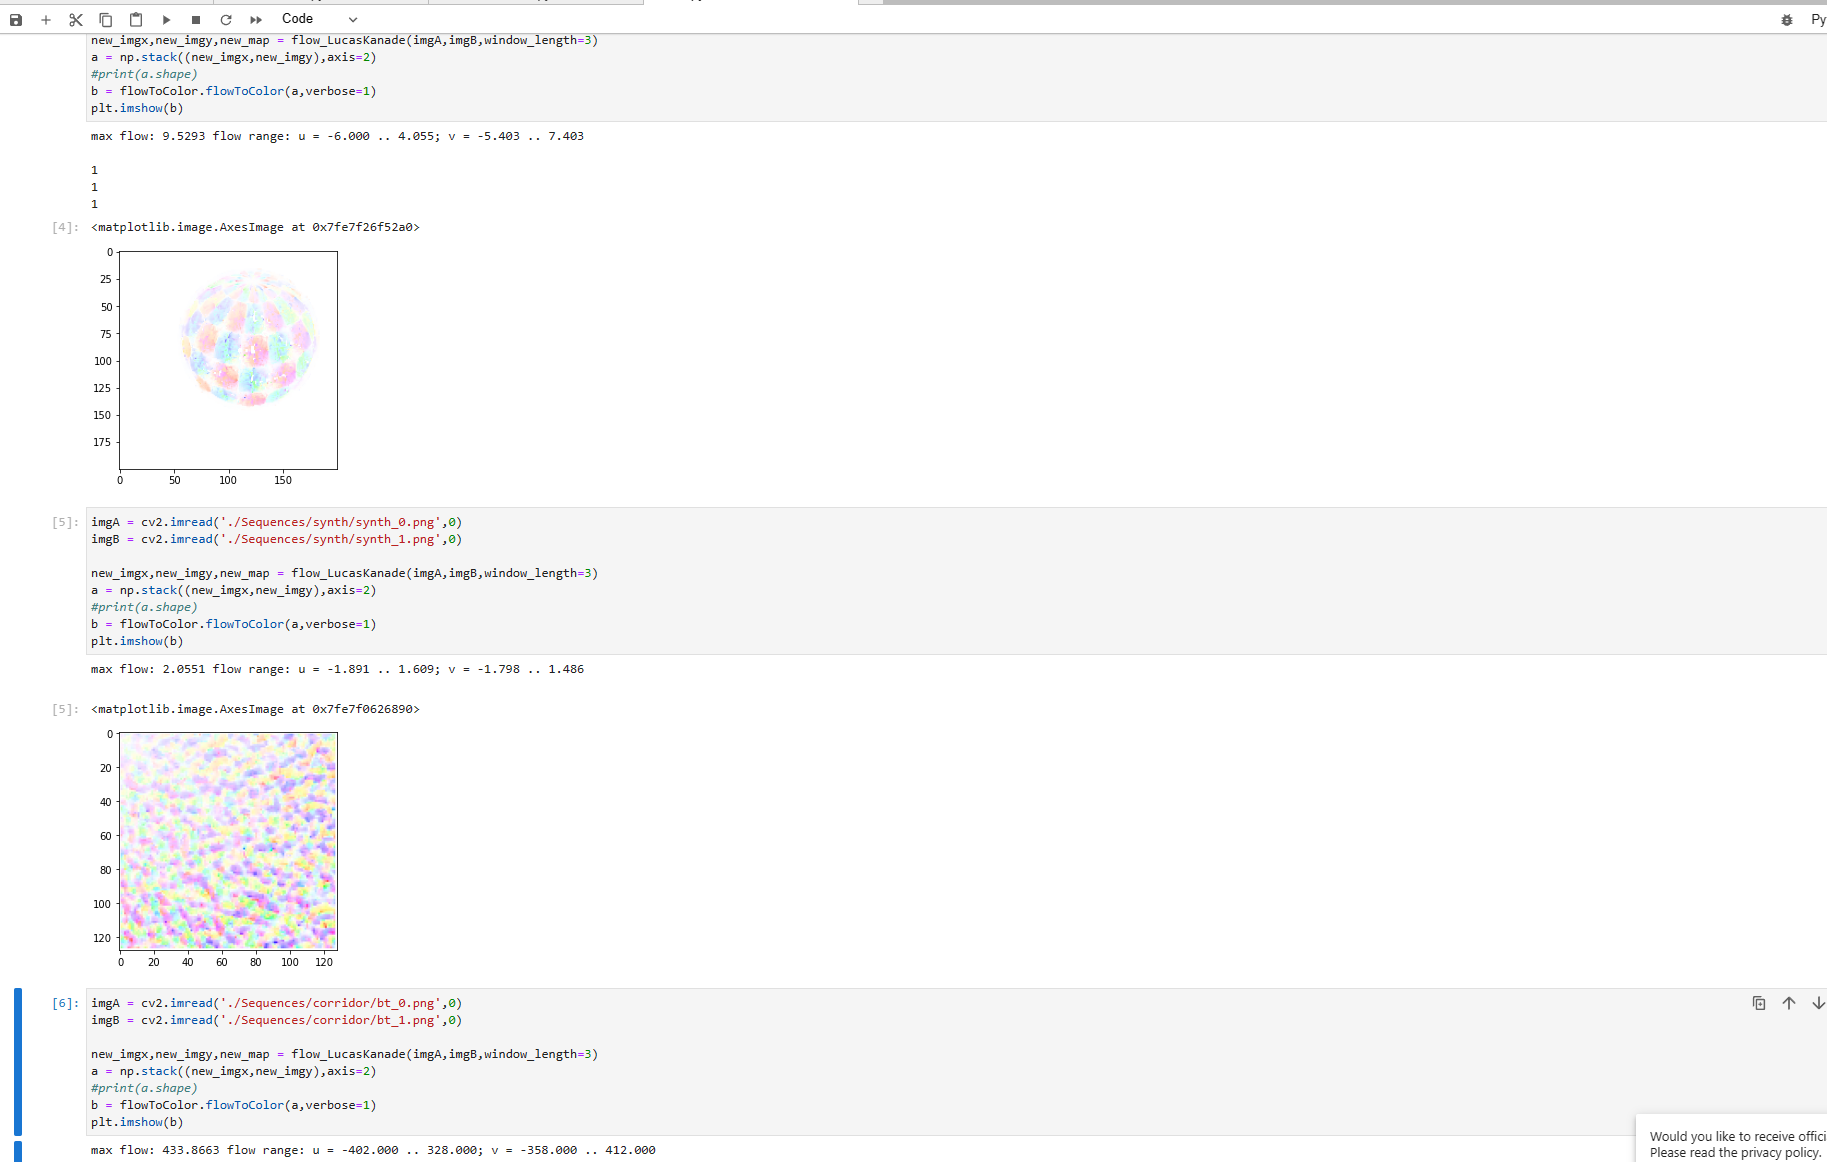 Code
Py
new_imgx,new_imgy,new_map = flow_LucasKanade(imgA,imgB,window_length=3)
a = np.stack((new_imgx,new_imgy),axis=2)
#print(a.shape)
b = flowToColor.flowToColor(a,verbose=1)
plt.imshow(b)
max flow: 9.5293 flow range: u = -6.000 .. 4.055; v = -5.403 .. 7.403
1
1
1
[4]: <matplotlib.image.AxesImage at 0x7fe7f26f52a0>
0
25
50
75
100
125
150
175
0 50 100 150
[5]: imgA = cv2.imread('./Sequences/synth/synth_0.png',0)
imgB = cv2.imread('./Sequences/synth/synth_1.png',0)
new_imgx,new_imgy,new_map = flow_LucasKanade(imgA,imgB,window_length=3)
a = np.stack((new_imgx,new_imgy),axis=2)
#print(a.shape)
b = flowToColor.flowToColor(a,verbose=1)
plt.imshow(b)
max flow: 2.0551 flow range: u = -1.891 .. 1.609; v = -1.798 .. 1.486
[5]: <matplotlib.image.AxesImage at 0x7fe7f0626890>
0
20
40
60
80
100
120
0 20 40 60 80 100 120
[6]: imgA = cv2.imread('./Sequences/corridor/bt_0.png',0)
imgB = cv2.imread('./Sequences/corridor/bt_1.png',0)
new_imgx,new_imgy,new_map = flow_LucasKanade(imgA,imgB,window_length=3)
a = np.stack((new_imgx,new_imgy),axis=2)
#print(a.shape)
b = flowToColor.flowToColor(a,verbose=1)
plt.imshow(b)
max flow: 433.8663 flow range: u = -402.000 .. 328.000; v = -358.000 .. 412.000
Would you like to receive offici
Please read the privacy policy.